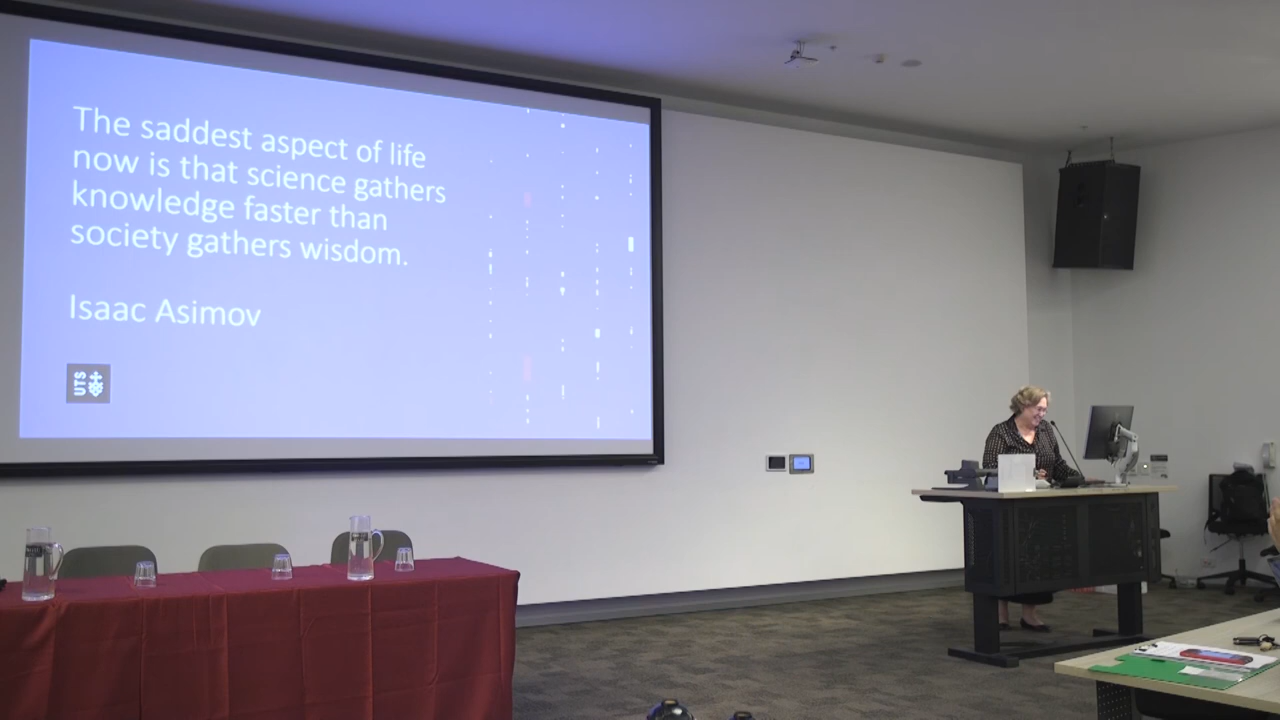 The saddest aspect of life
now is that science gathers
knowledge faster than
society gathers wisdom.
Isaac Asimov
UTS